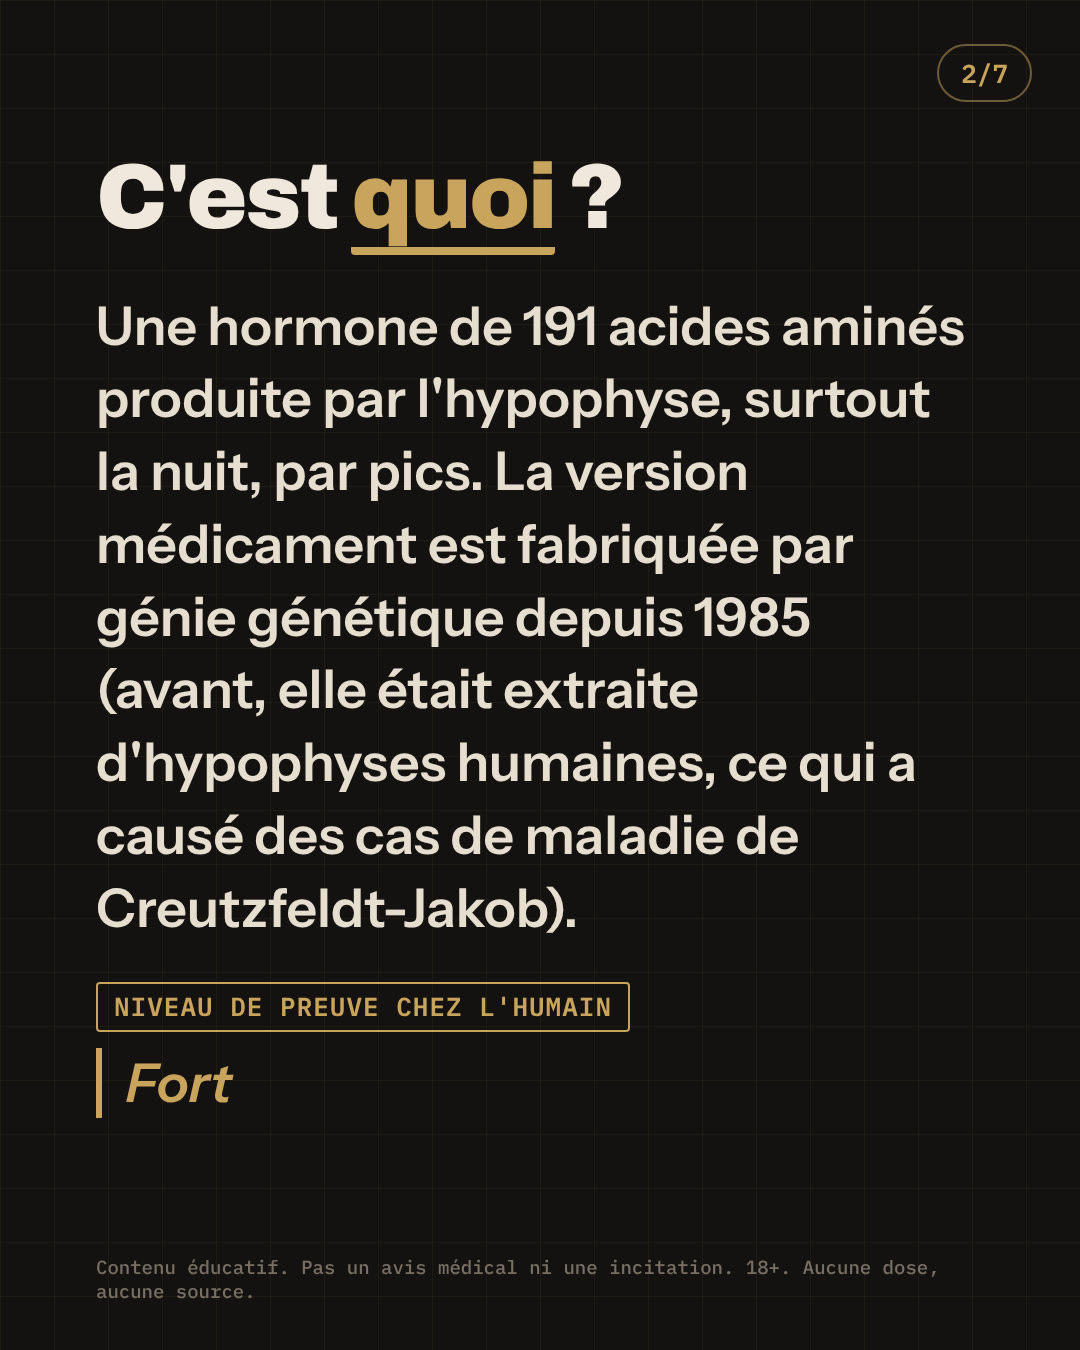 2/7
C'est quoi ?
Une hormone de 191 acides aminés
produite par l'hypophyse, surtout
la nuit, par pics. La version
médicament est fabriquée par
génie génétique depuis 1985
(avant, elle était extraite
d'hypophyses humaines, ce qui a
causé des cas de maladie de
Creutzfeldt-Jakob).
NIVEAU DE PREUVE CHEZ L'HUMAIN
Fort
Contenu éducatif. Pas un avis médical ni une incitation. 18+. Aucune dose,
aucune source.